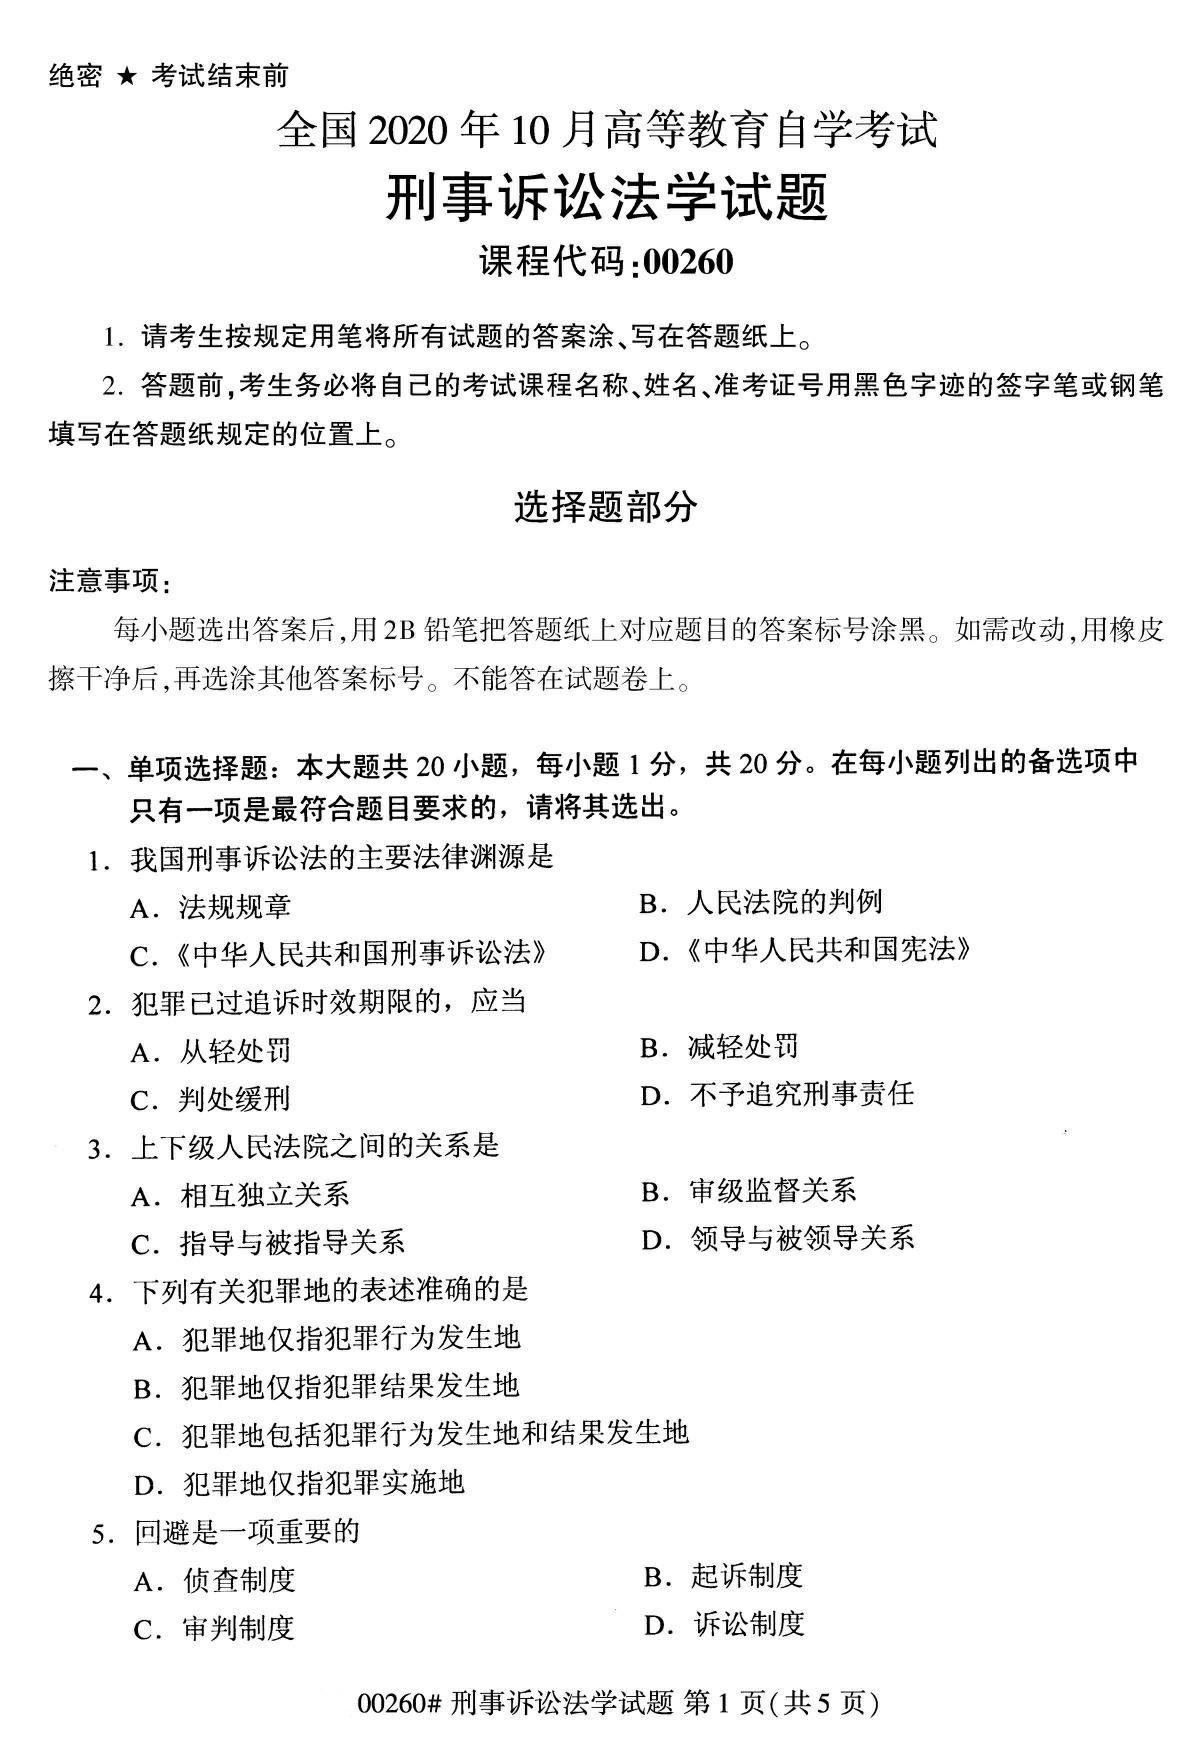 绝密 ★ 考试结束前
全国 2020 年 10 月高等教育自学考试
刑事诉讼法学试题
课程代码:00260
1. 请考生按规定用笔将所有试题的答案涂、写在答题纸上。
2. 答题前,考生务必将自己的考试课程名称、姓名、准考证号用黑色字迹的签字笔或钢笔
填写在答题纸规定的位置上。
选择题部分
注意事项:
每小题选出答案后,用 2B 铅笔把答题纸上对应题目的答案标号涂黑。如需改动,用橡皮
擦干净后,再选涂其他答案标号。不能答在试题卷上。
一、单项选择题：本大题共 20 小题，每小题 1 分，共 20 分。在每小题列出的备选项中
只有一项是最符合题目要求的，请将其选出。
1．我国刑事诉讼法的主要法律渊源是
A．法规规章 B．人民法院的判例
C．《中华人民共和国刑事诉讼法》 D．《中华人民共和国宪法》
2．犯罪已过追诉时效期限的，应当
A．从轻处罚 B．减轻处罚
C．判处缓刑 D．不予追究刑事责任
3．上下级人民法院之间的关系是
A．相互独立关系 B．审级监督关系
C．指导与被指导关系 D．领导与被领导关系
4．下列有关犯罪地的表述准确的是
A．犯罪地仅指犯罪行为发生地
B．犯罪地仅指犯罪结果发生地
C．犯罪地包括犯罪行为发生地和结果发生地
D．犯罪地仅指犯罪实施地
5．回避是一项重要的
A．侦查制度 B．起诉制度
C．审判制度 D．诉讼制度
00260# 刑事诉讼法学试题 第 1 页(共 5 页)